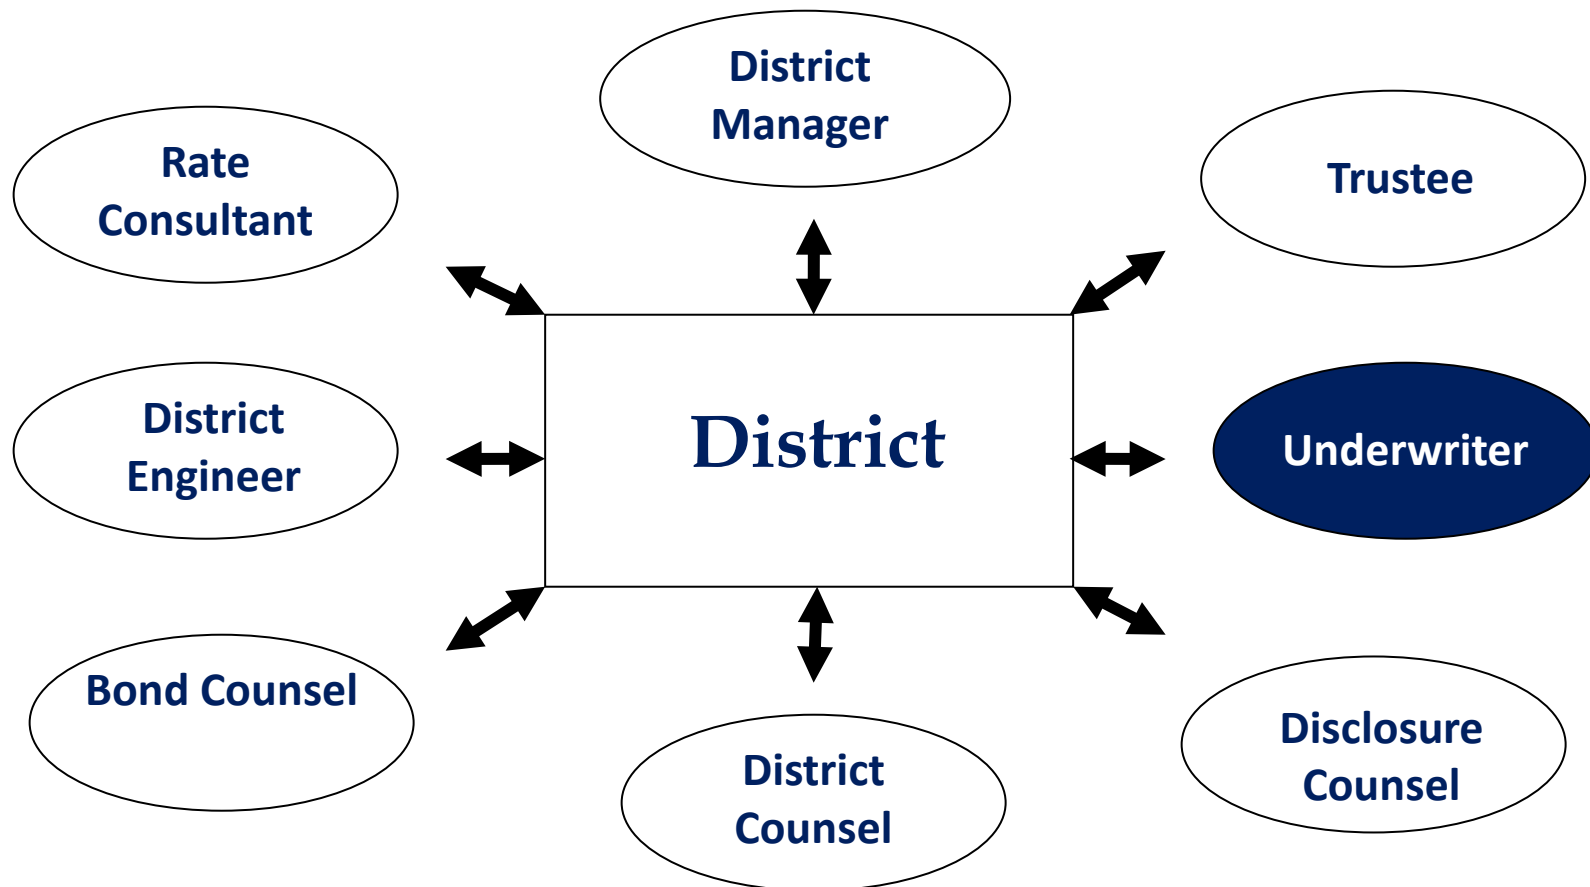 District
Manager
Rate
Consultant
Trustee
District
Engineer
District
Underwriter
Bond Counsel
District
Counsel
Disclosure
Counsel